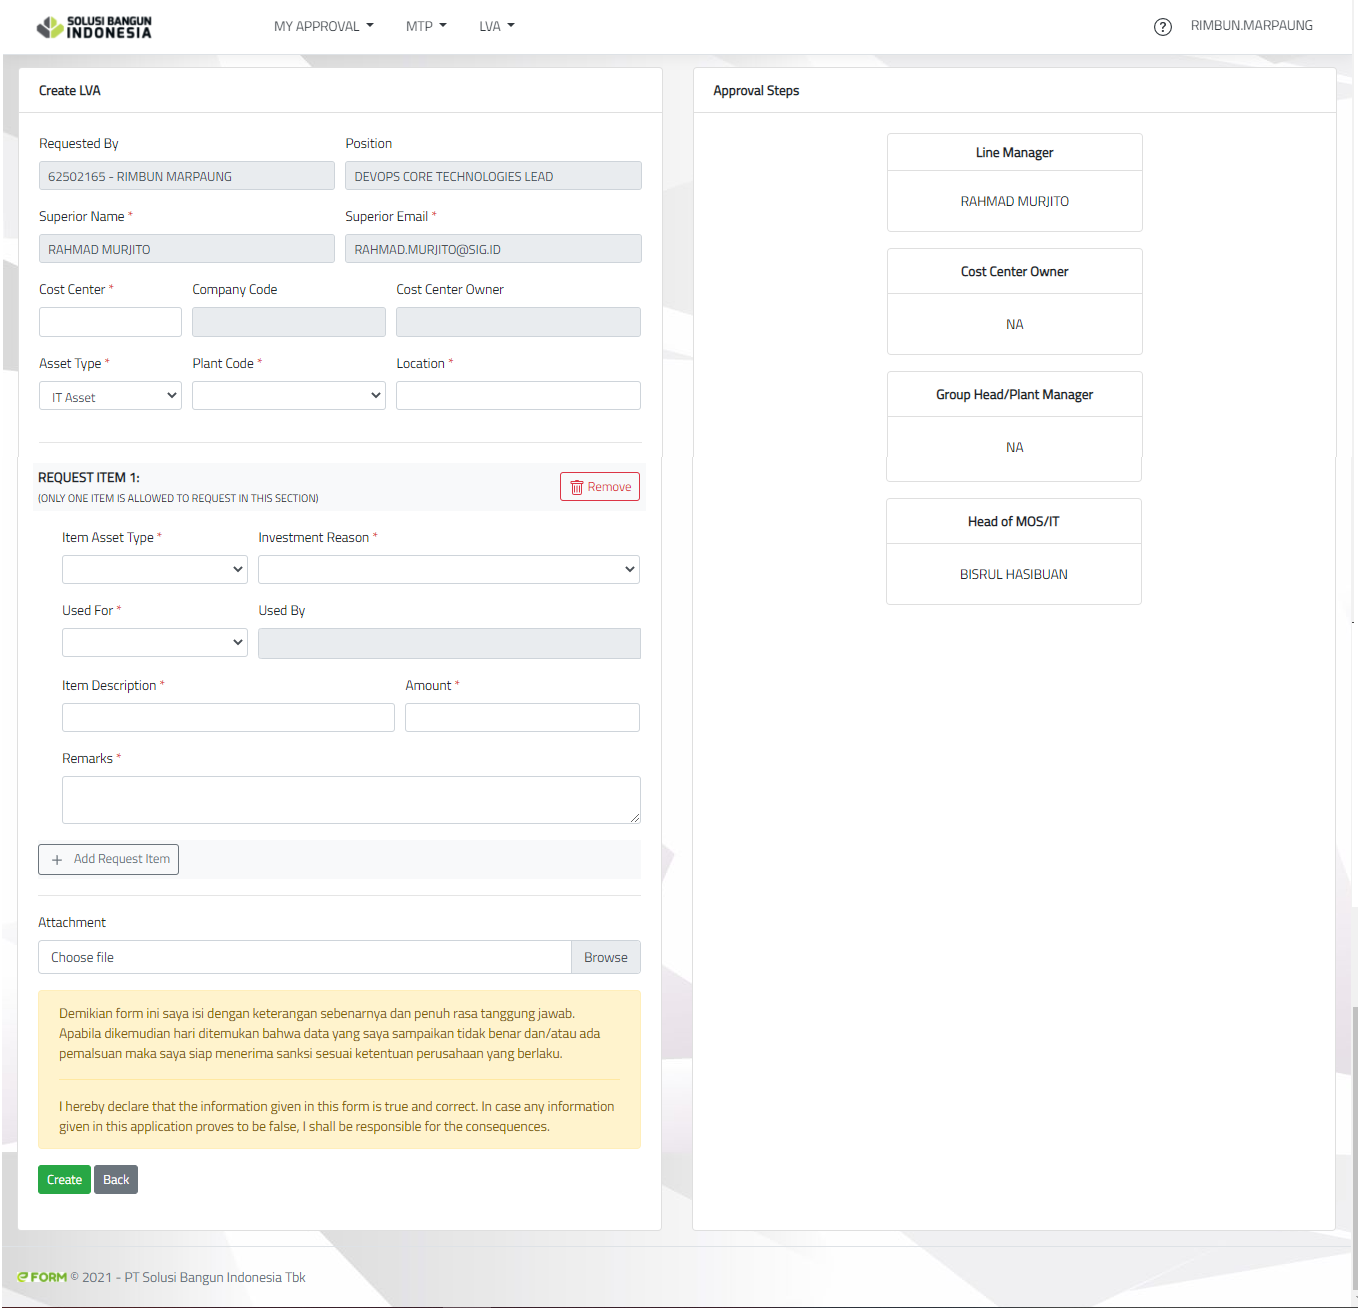 SOLUSI BANGUN
INDONESIA
MY APPROVAL
MTP
LVA
?
RIMBUN.MARPAUNG
Create LVA
Requested By
Position
62502165 - RIMBUN MARPAUNG
DEVOPS CORE TECHNOLOGIES LEAD
Superior Name *
Superior Email *
RAHMAD MURJITO
RAHMAD.MURJITO@SIG.ID
Cost Center *
Company Code
Cost Center Owner
Asset Type *
Plant Code *
Location *
IT Asset
REQUEST ITEM 1:
(ONLY ONE ITEM IS ALLOWED TO REQUEST IN THIS SECTION)
Remove
Item Asset Type *
Investment Reason *
Used For *
Used By
Item Description *
Amount *
Remarks *
+ Add Request Item
Attachment
Choose file
Browse
Demikian form ini saya isi dengan keterangan sebenarnya dan penuh rasa tanggung jawab.
Apabila dikemudian hari ditemukan bahwa data yang saya sampaikan tidak benar dan/atau ada
pemalsuan maka saya siap menerima sanksi sesuai ketentuan perusahaan yang berlaku.
I hereby declare that the information given in this form is true and correct. In case any information
given in this application proves to be false, I shall be responsible for the consequences.
Create
Back
Approval Steps
Line Manager
RAHMAD MURJITO
Cost Center Owner
NA
Group Head/Plant Manager
NA
Head of MOS/IT
BISRUL HASIBUAN
eFORM © 2021 - PT Solusi Bangun Indonesia Tbk